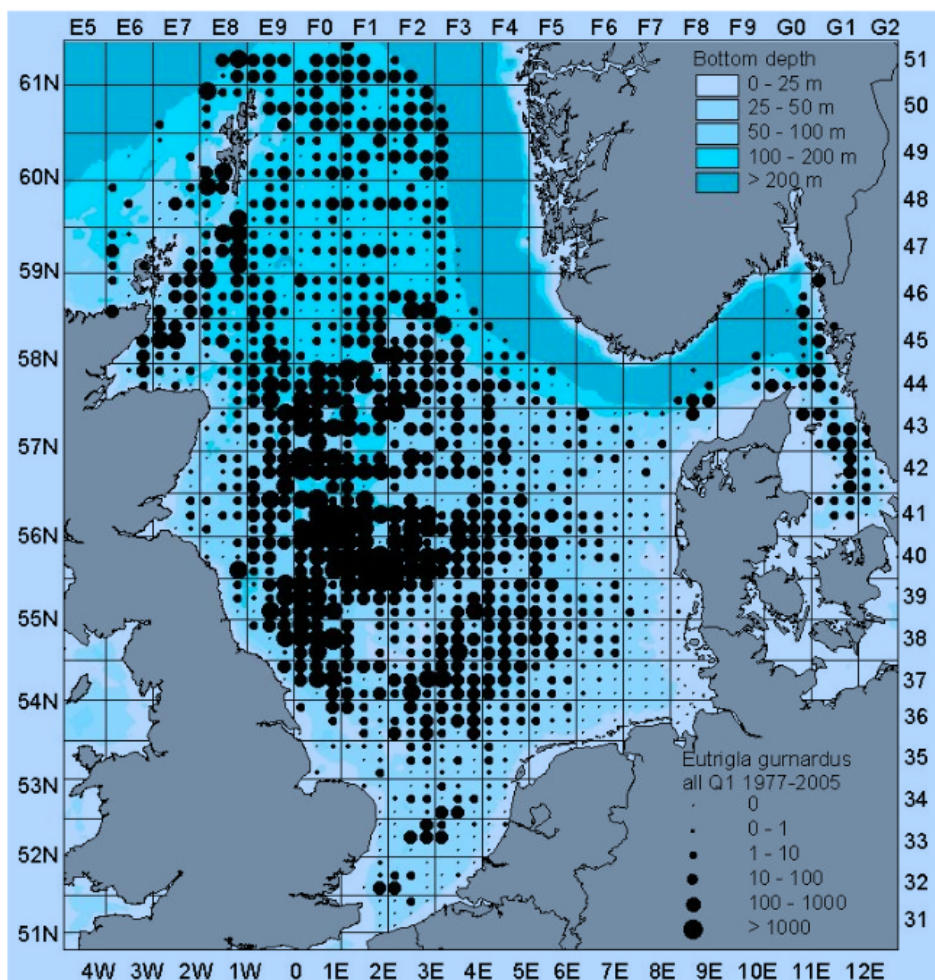 E5 E6 E7 E8 E9 F0 F1 F2 F3 F4 F5 F6 F7 F8 F9 G0 G1 G2
61N
60N
59N
58N
57N
56N
55N
54N
53N
52N
51N
Bottom depth
0 - 25 m
25 - 50 m
50 - 100 m
100 - 200 m
> 200 m
51
50
49
48
47
46
45
44
43
42
41
40
39
38
37
36
35
34
33
32
31
Eutrigla gurnardus
all Q1 1977-2005
0
0 - 1
1 - 10
10 - 100
100 - 1000
> 1000
4W 3W 2W 1W 0 1E 2E 3E 4E 5E 6E 7E 8E 9E 10E 11E 12E